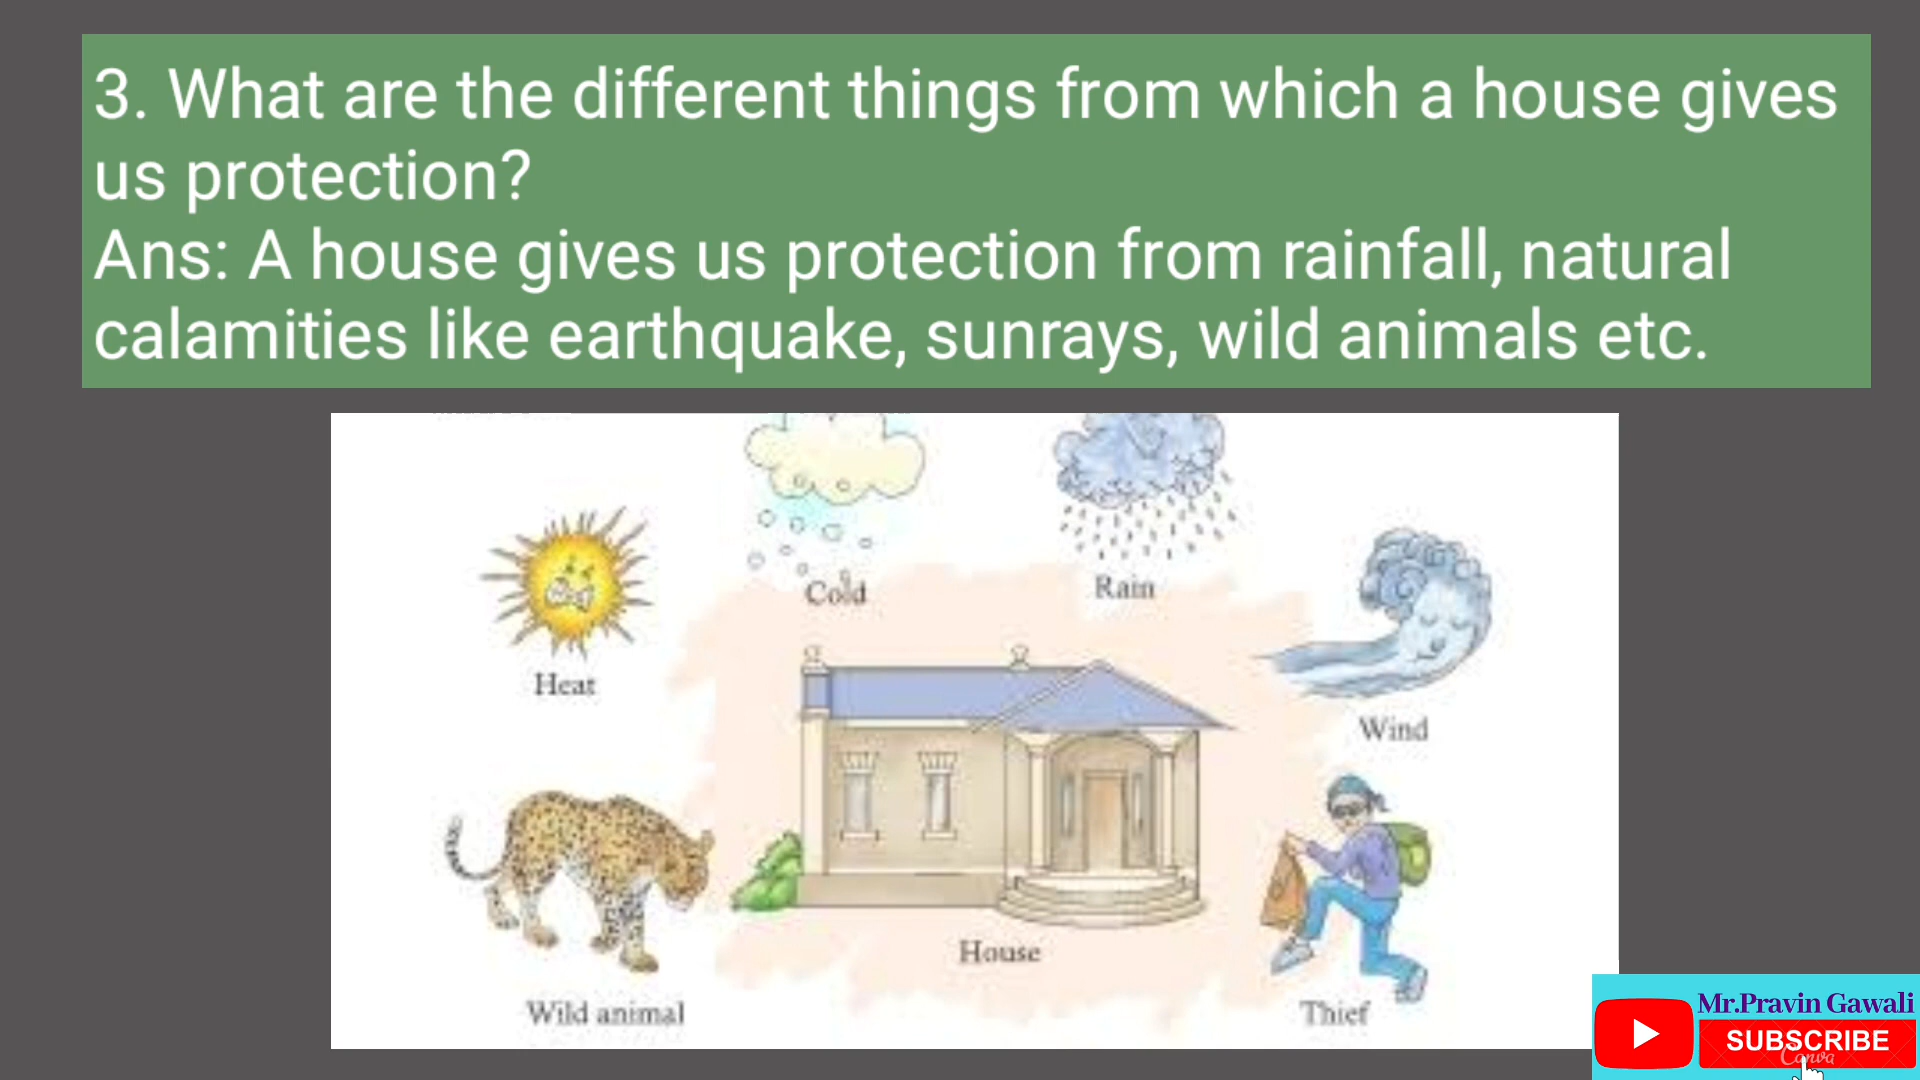 3. What are the different things from which a house gives
us protection?
Ans: A house gives us protection from rainfall, natural
calamities like earthquake, sunrays, wild animals etc.
Cold
Rain
Heat
Wind
House
Wild animal
Thief
Mr.Pravin Gawali
SUBSCRIBE
Canva